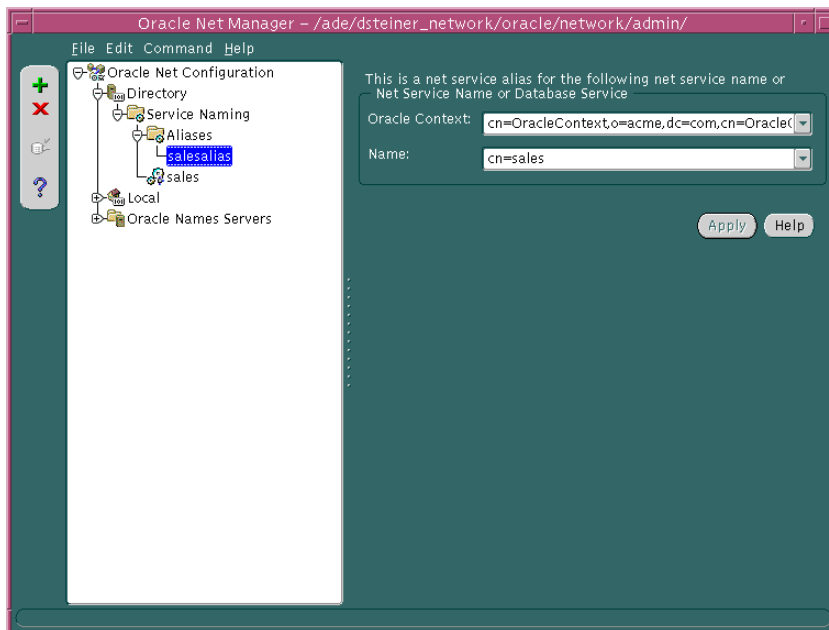 Oracle Net Manager – /ade/dsteiner_network/oracle/network/admin/
File Edit Command Help
Oracle Net Configuration
Directory
Service Naming
Aliases
salesalias
sales
Local
Oracle Names Servers
This is a net service alias for the following net service name or
Net Service Name or Database Service
Oracle Context: cn=OracleContext,o=acme,dc=com,cn=Oracle(
Name: cn=sales
Apply Help